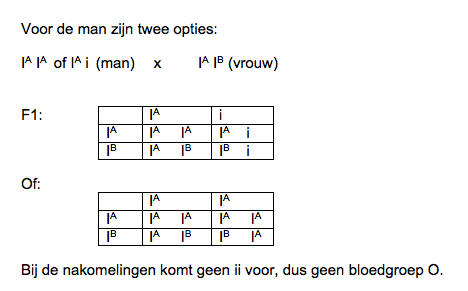 Voor de man zijn twee opties:
Iᴬ Iᴬ of Iᴬ i (man) x Iᴬ Iᴮ (vrouw)
F1:
Iᴬ i
Iᴬ Iᴬ Iᴬ Iᴬ i
Iᴮ Iᴬ Iᴮ Iᴮ i
Of:
Iᴬ Iᴬ
Iᴬ Iᴬ Iᴬ Iᴬ Iᴬ
Iᴮ Iᴬ Iᴮ Iᴮ Iᴬ
Bij de nakomelingen komt geen ii voor, dus geen bloedgroep O.